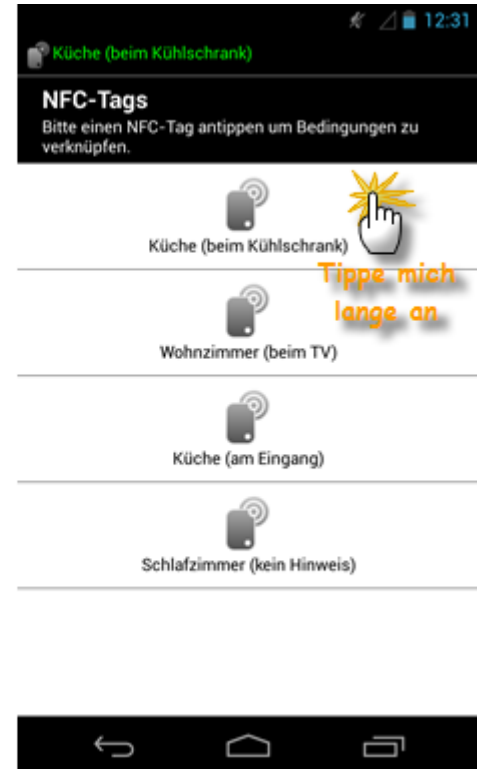 12:31
Küche (beim Kühlschrank)
NFC-Tags
Bitte einen NFC-Tag antippen um Bedingungen zu
verknüpfen.
Küche (beim Kühlschrank)
Tippe mich
lange an
Wohnzimmer (beim TV)
Küche (am Eingang)
Schlafzimmer (kein Hinweis)